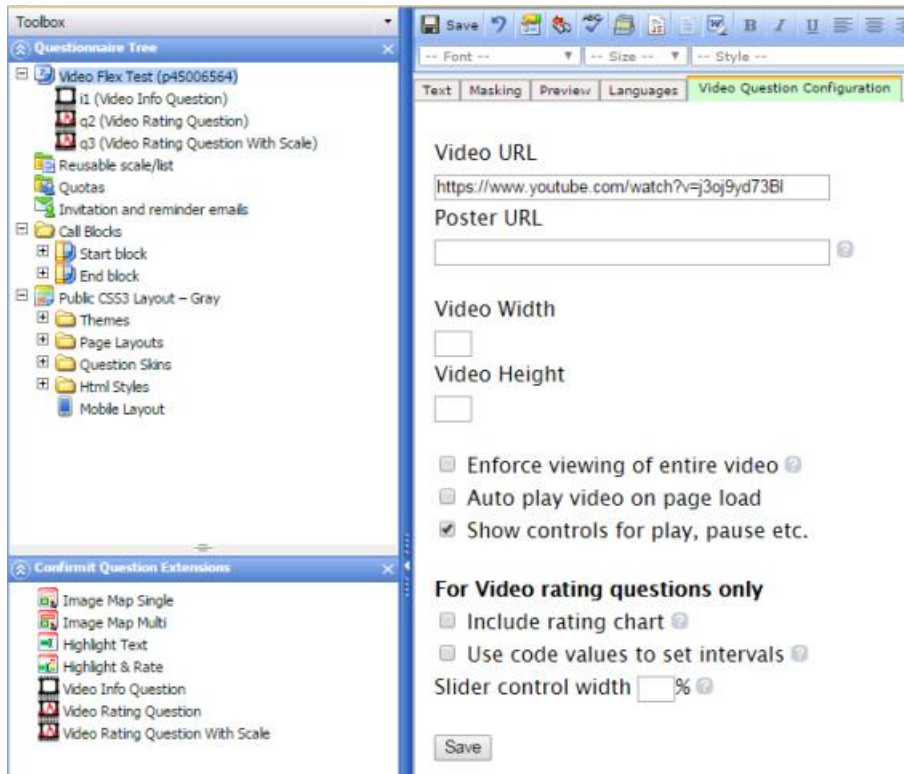 Toolbox
Questionnaire Tree
Video Flex Test (p45006564)
i1 (Video Info Question)
q2 (Video Rating Question)
q3 (Video Rating Question With Scale)
Reusable scale/list
Quotas
Invitation and reminder emails
Call Blocks
Start block
End block
Public CSS3 Layout – Gray
Themes
Page Layouts
Question Skins
Html Styles
Mobile Layout
Confirmit Question Extensions
Image Map Single
Image Map Multi
Highlight Text
Highlight & Rate
Video Info Question
Video Rating Question
Video Rating Question With Scale
Save ABC B I U
-- Font -- -- Size -- -- Style --
Text Masking Preview Languages Video Question Configuration
Video URL
https://www.youtube.com/watch?v=j3oj9yd73BI
Poster URL
?
Video Width
Video Height
Enforce viewing of entire video ?
Auto play video on page load
Show controls for play, pause etc.
For Video rating questions only
Include rating chart ?
Use code values to set intervals ?
Slider control width % ?
Save